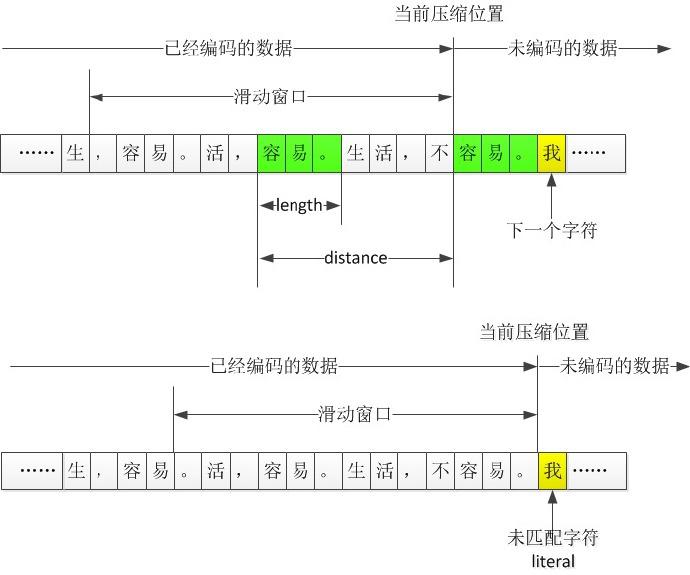 当前压缩位置
已经编码的数据
未编码的数据
滑动窗口
……生，容易。活，容易。生活，不容易。我……
length
下一个字符
distance
当前压缩位置
已经编码的数据
未编码的数据
滑动窗口
……生，容易。活，容易。生活，不容易。我……
未匹配字符
literal